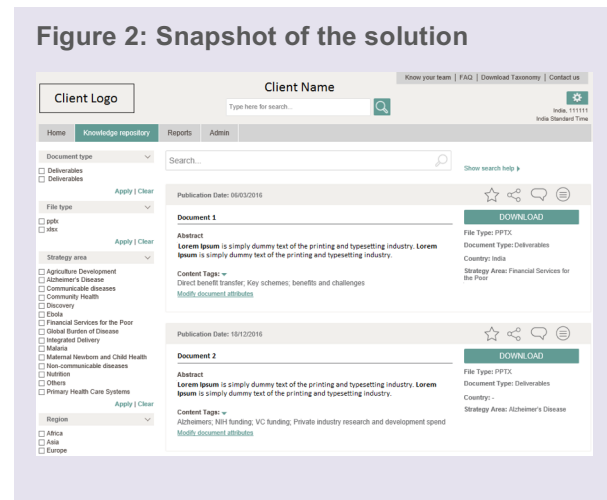 Figure 2: Snapshot of the solution
Know your team | FAQ | Download Taxonomy | Contact us
Client Logo
Client Name
Type here for search...
India, 111111
India Standard Time
Home Knowledge repository Reports Admin
Document type
Deliverables
Deliverables
Apply | Clear
File type
pptx
xlsx
Apply | Clear
Strategy area
Agriculture Development
Alzheimer's Disease
Communicable diseases
Community Health
Discovery
Ebola
Financial Services for the Poor
Global Burden of Disease
Integrated Delivery
Malaria
Maternal Newborn and Child Health
Non-communicable diseases
Nutrition
Others
Primary Health Care Systems
Apply | Clear
Region
Africa
Asia
Europe
Search...
Show search help
Publication Date: 06/03/2016
Document 1
Abstract
Lorem Ipsum is simply dummy text of the printing and typesetting industry. Lorem
Ipsum is simply dummy text of the printing and typesetting industry.
Content Tags:
Direct benefit transfer; Key schemes; benefits and challenges
Modify document attributes
DOWNLOAD
File Type: PPTX
Document Type: Deliverables
Country: India
Strategy Area: Financial Services for
the Poor
Publication Date: 18/12/2016
Document 2
Abstract
Lorem Ipsum is simply dummy text of the printing and typesetting industry. Lorem
Ipsum is simply dummy text of the printing and typesetting industry.
Content Tags:
Alzheimers; NIH funding; VC funding; Private industry research and development spend
Modify document attributes
DOWNLOAD
File Type: PPTX
Document Type: Deliverables
Country: -
Strategy Area: Alzheimer's Disease